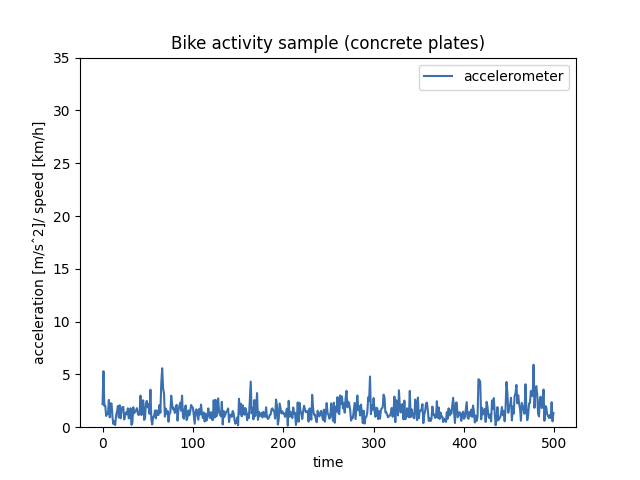 Bike activity sample (concrete plates)
accelerometer
acceleration [m/sˆ2]/ speed [km/h]
35
30
25
20
15
10
5
0
0 100 200 300 400 500
time